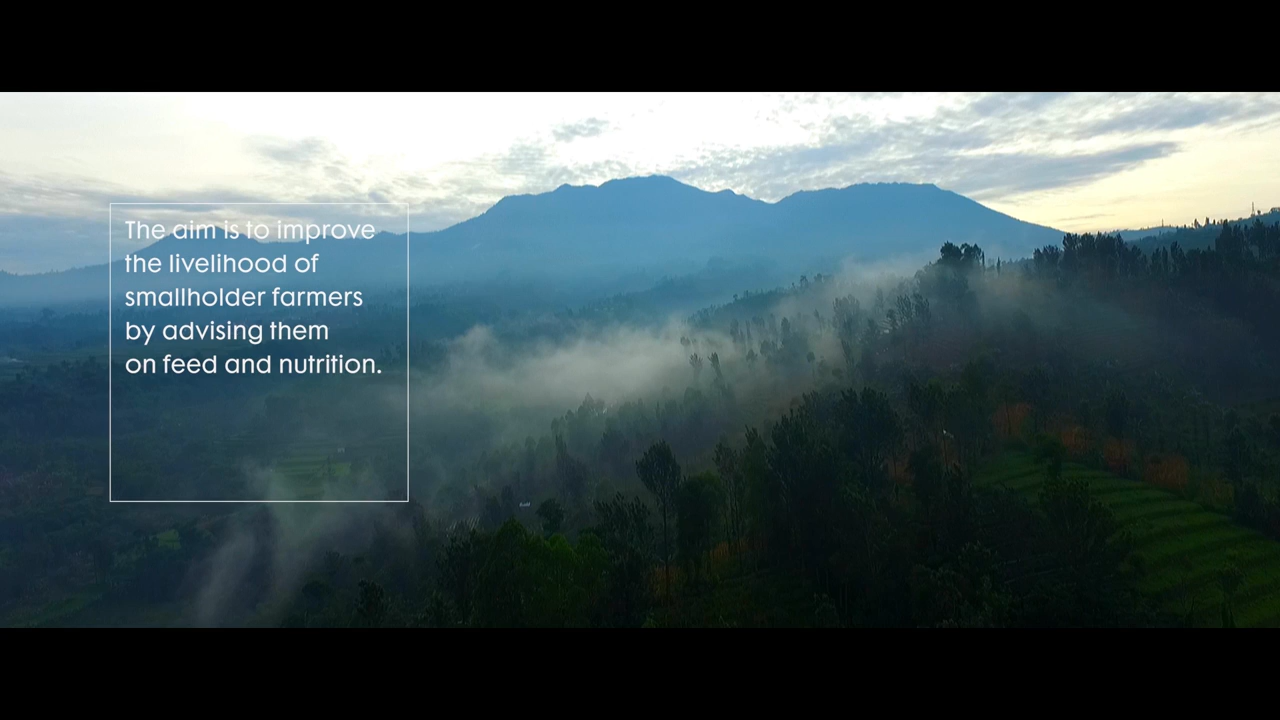 The aim is to improve
the livelihood of
smallholder farmers
by advising them
on feed and nutrition.